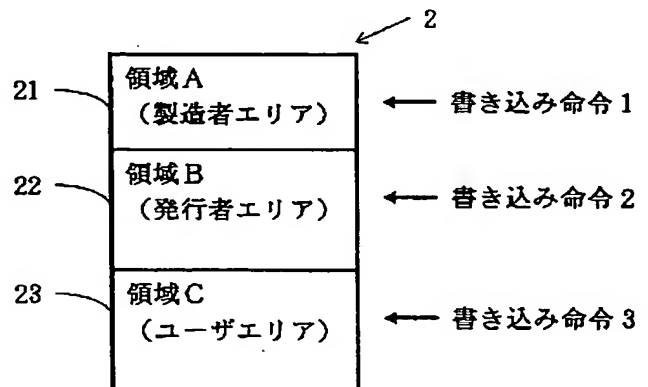 2
21
領域A
(製造者エリア)
書き込み命令1
22
領域B
(発行者エリア)
書き込み命令2
23
領域C
(ユーザエリア)
書き込み命令3